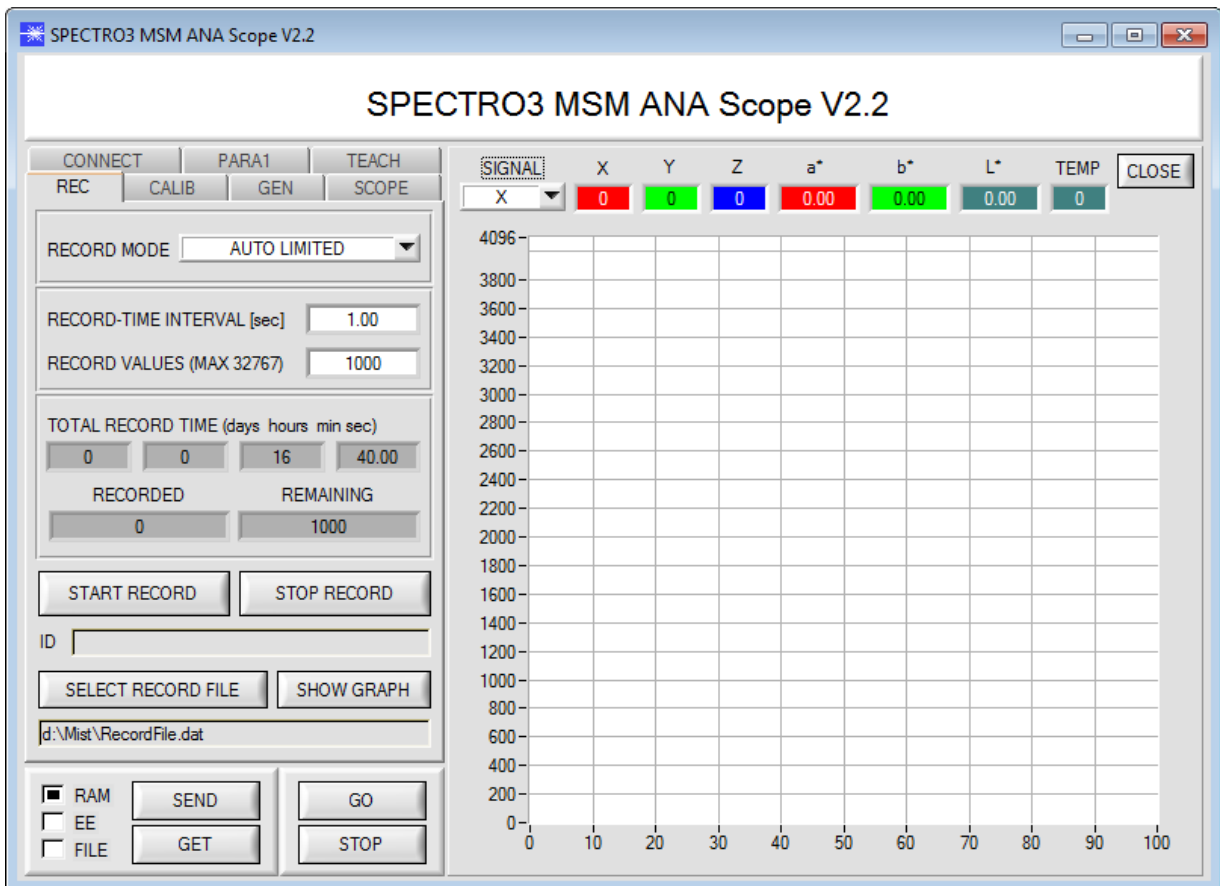 SPECTRO3 MSM ANA Scope V2.2
SPECTRO3 MSM ANA Scope V2.2
CONNECT PARA1 TEACH
REC CALIB GEN SCOPE
RECORD MODE AUTO LIMITED
RECORD-TIME INTERVAL [sec] 1.00
RECORD VALUES (MAX 32767) 1000
TOTAL RECORD TIME (days hours min sec)
0 0 16 40.00
RECORDED REMAINING
0 1000
START RECORD STOP RECORD
ID
SELECT RECORD FILE SHOW GRAPH
d:\Mist\RecordFile.dat
RAM SEND GO
EE
FILE GET STOP
SIGNAL X Y Z a* b* L* TEMP CLOSE
X 0 0 0 0.00 0.00 0.00 0
4096
3800
3600
3400
3200
3000
2800
2600
2400
2200
2000
1800
1600
1400
1200
1000
800
600
400
200
0
0 10 20 30 40 50 60 70 80 90 100